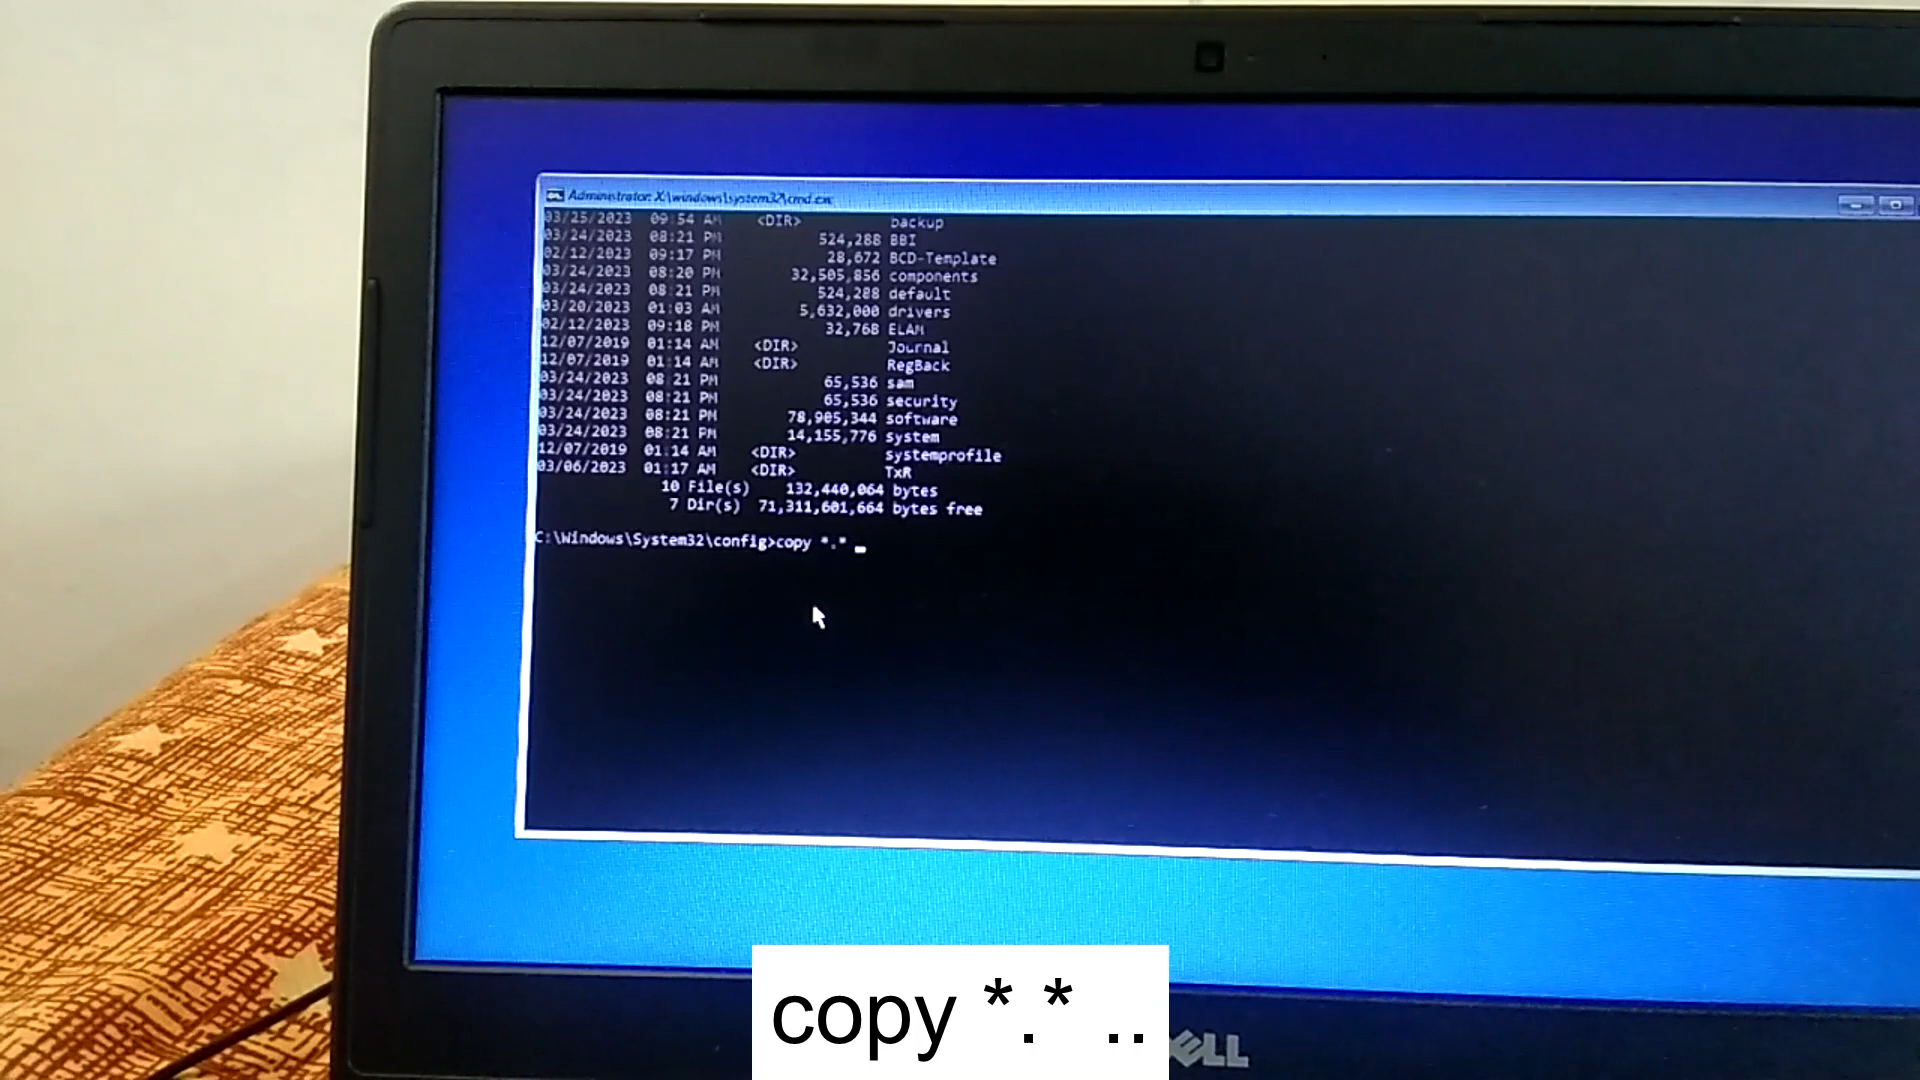 Administrator: X:\windows\system32\cmd.exe
03/25/2023 09:54 AM <DIR> backup
03/24/2023 08:21 PM 524,288 BBI
02/12/2023 09:17 PM 28,672 BCD-Template
03/24/2023 08:20 PM 32,505,856 components
03/24/2023 08:21 PM 524,288 default
03/20/2023 01:03 AM 5,632,000 drivers
02/12/2023 09:18 PM 32,768 ELAM
12/07/2019 01:14 AM <DIR> Journal
12/07/2019 01:14 AM <DIR> RegBack
03/24/2023 08:21 PM 65,536 sam
03/24/2023 08:21 PM 65,536 security
03/24/2023 08:21 PM 78,905,344 software
03/24/2023 08:21 PM 14,155,776 system
12/07/2019 01:14 AM <DIR> systemprofile
03/06/2023 01:17 AM <DIR> TxR
10 File(s) 132,440,064 bytes
7 Dir(s) 71,311,601,664 bytes free
C:\Windows\System32\config>copy *.* _
copy *.* ..
DELL